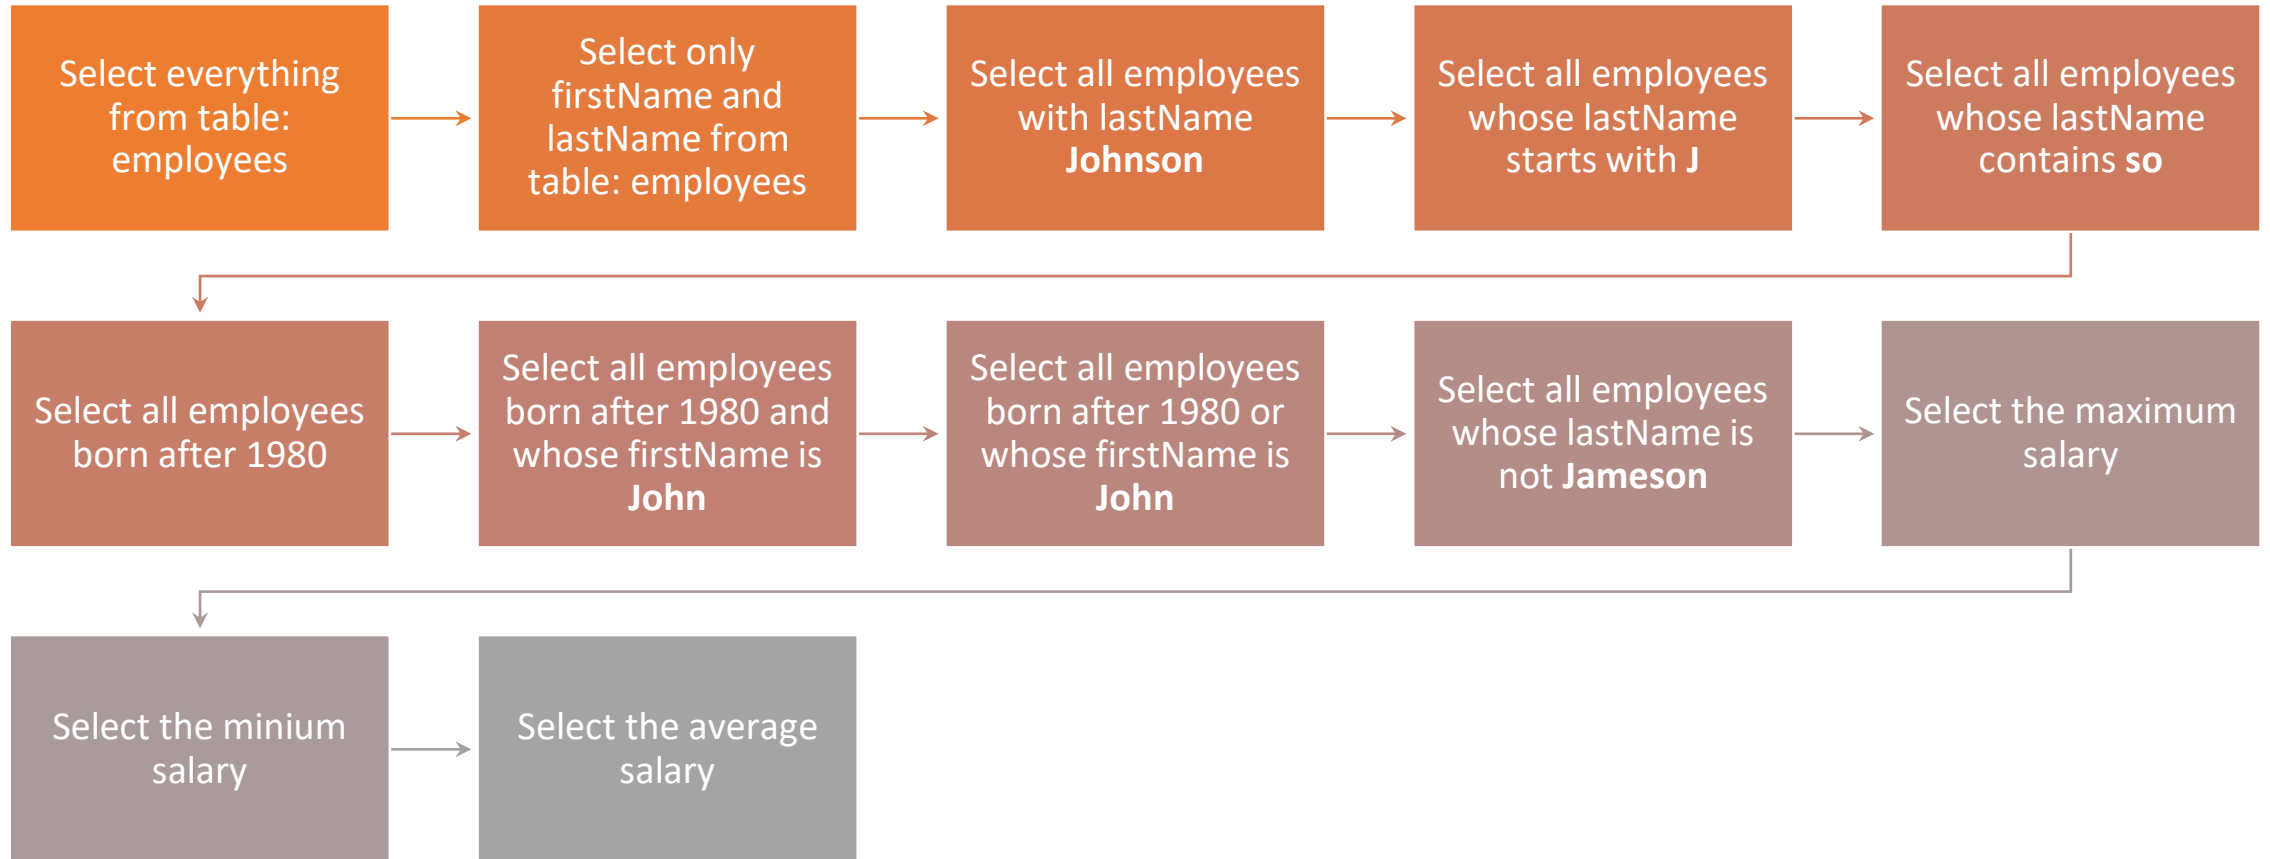 Select everything
from table:
employees
Select only
firstName and
lastName from
table: employees
Select all employees
with lastName
Johnson
Select all employees
whose lastName
starts with J
Select all employees
whose lastName
contains so
Select all employees
born after 1980
Select all employees
born after 1980 and
whose firstName is
John
Select all employees
born after 1980 or
whose firstName is
John
Select all employees
whose lastName is
not Jameson
Select the maximum
salary
Select the minium
salary
Select the average
salary